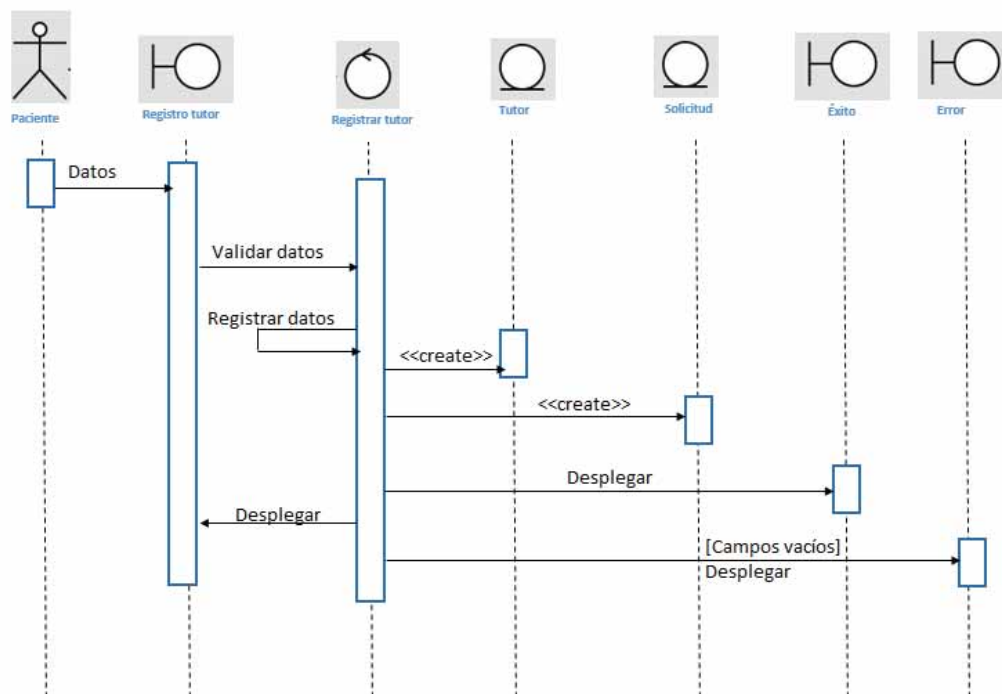 Paciente
Registro tutor
Registrar tutor
Tutor
Solicitud
Éxito
Error
Datos
Validar datos
Registrar datos
<<create>>
<<create>>
Desplegar
Desplegar
[Campos vacíos]
Desplegar